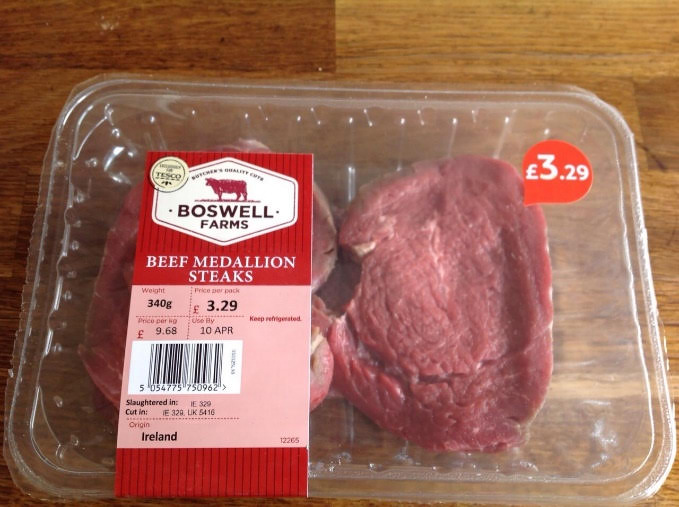 £3.29
EXCLUSIVELY
AT
TESCO
BUTCHER'S QUALITY CUTS
· BOSWELL ·
FARMS
BEEF MEDALLION
STEAKS
Weight Price per pack
340g £ 3.29
Price per kg Use By Keep refrigerated.
£ 9.68 10 APR
5 054775 750962 >
Slaughtered in: IE 329
Cut in: IE 329, UK 5416
Origin
Ireland 12265